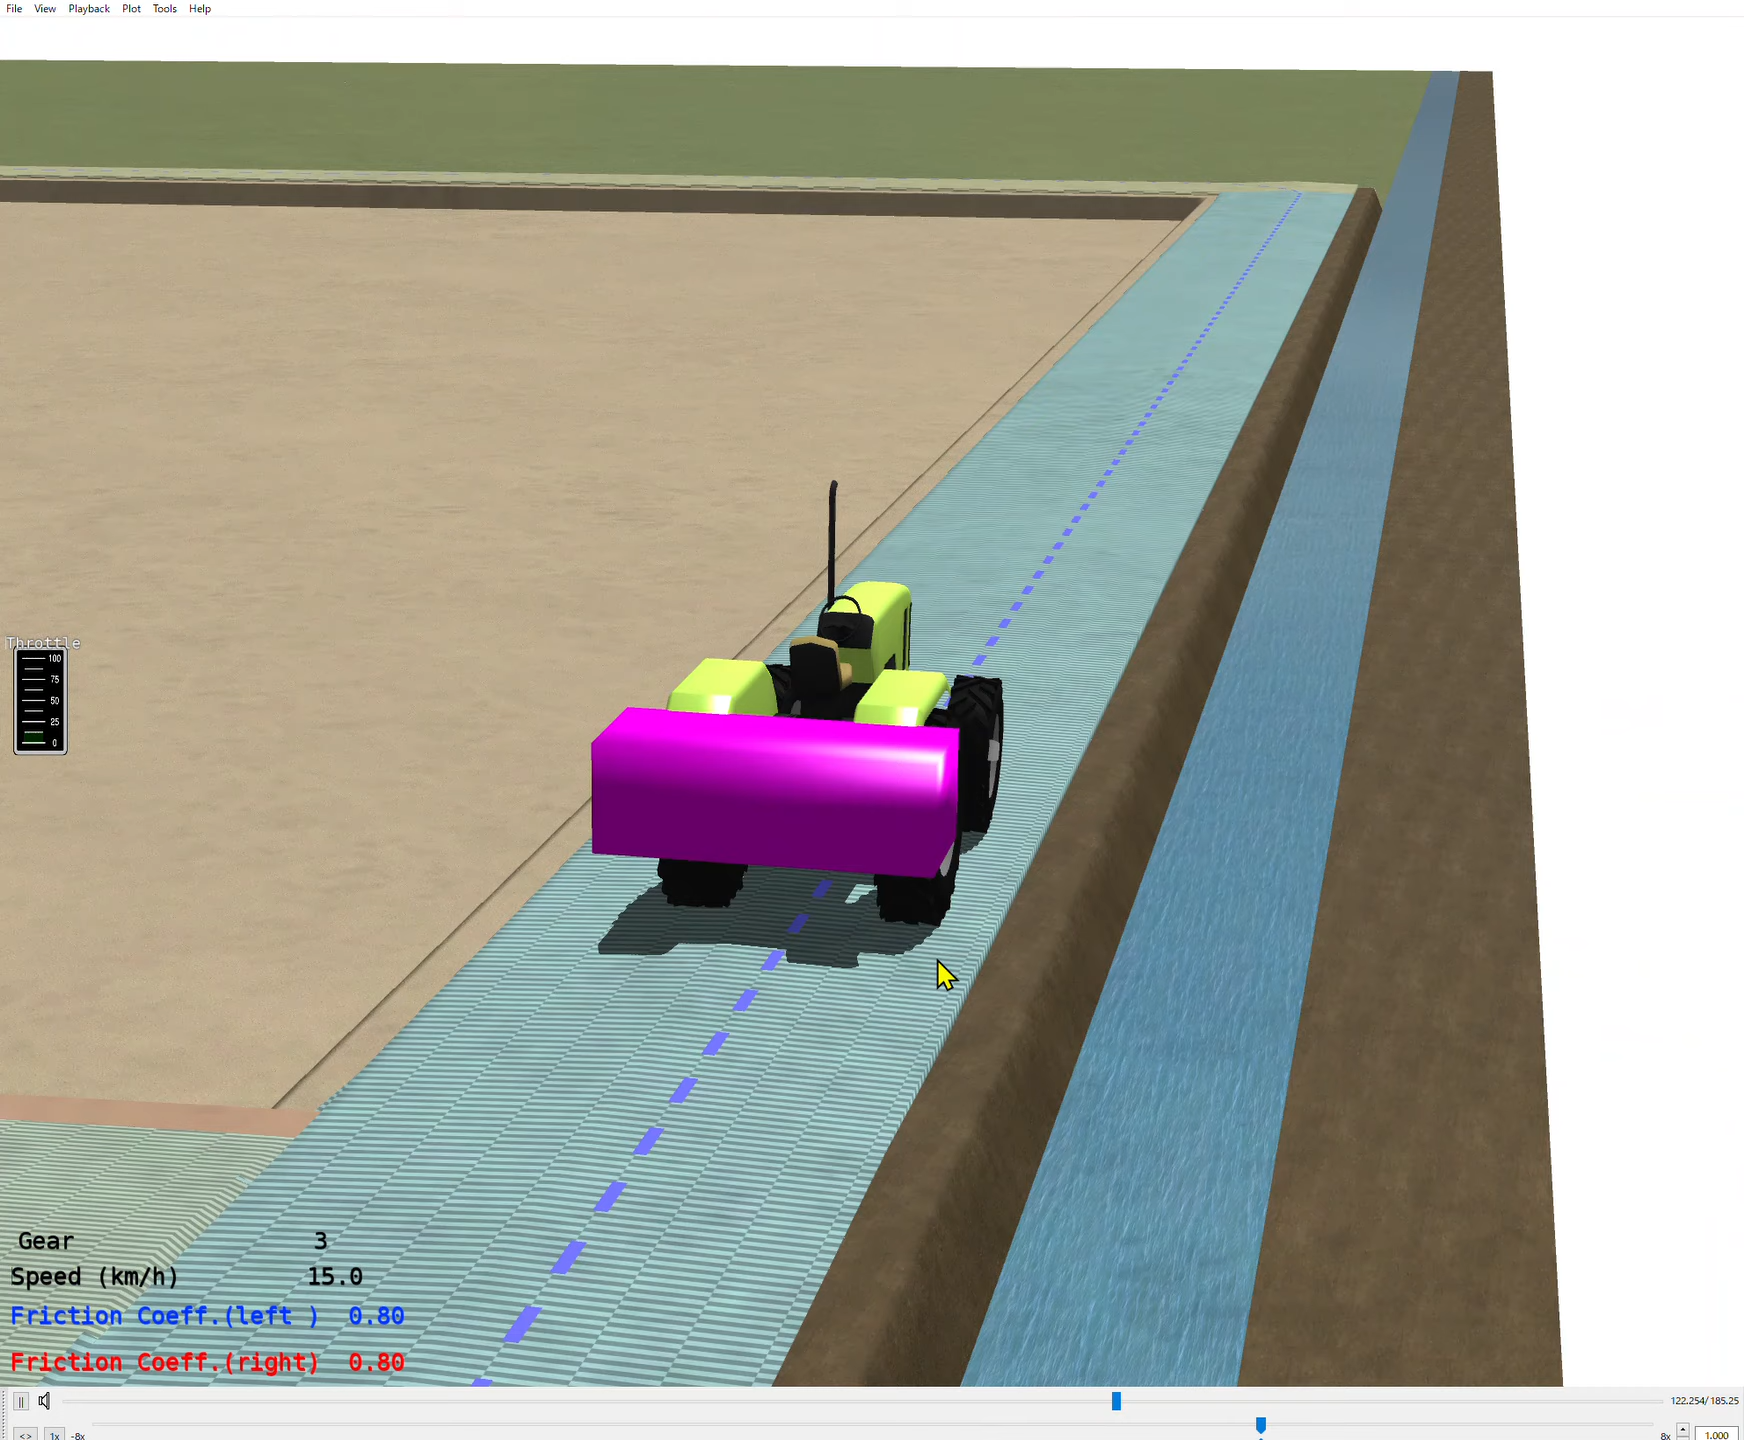 File View Playback Plot Tools Help
Throttle
100
75
50
25
0
Gear 3
Speed (km/h) 15.0
Friction Coeff.(left ) 0.80
Friction Coeff.(right) 0.80
122.254/185.25
<> 1x -8x 8x 1.000